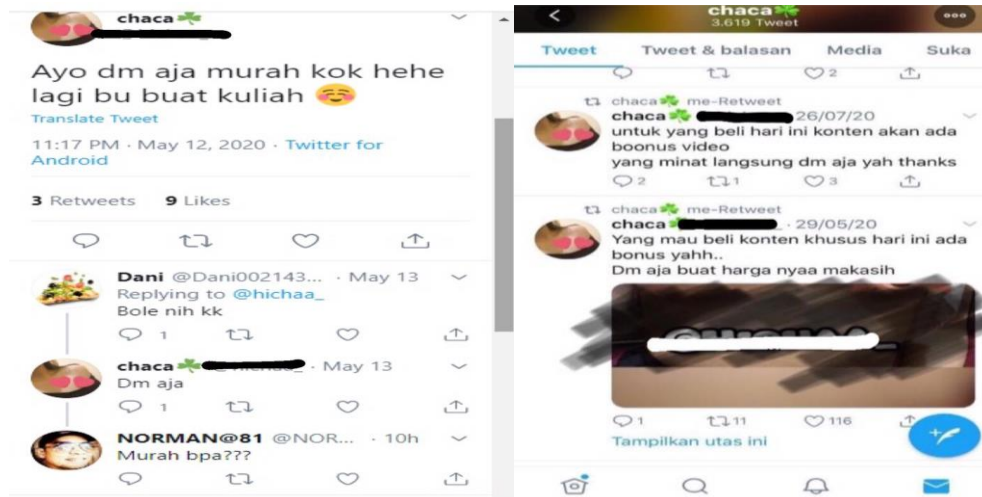 chaca
Ayo dm aja murah kok hehe
lagi bu buat kuliah
Translate Tweet
11:17 PM · May 12, 2020 · Twitter for
Android
3 Retweets 9 Likes
Dani @Dani002143... · May 13
Replying to @hichaa_
Bole nih kk
1
chaca · May 13
Dm aja
1
NORMAN@81 @NOR... · 10h
Murah bpa???
chaca
3.619 Tweet
Tweet Tweet & balasan Media Suka
2
chaca me-Retweet
chaca 26/07/20
untuk yang beli hari ini konten akan ada
boonus video
yang minat langsung dm aja yah thanks
2 1 3
chaca me-Retweet
chaca · 29/05/20
Yang mau beli konten khusus hari ini ada
bonus yahh..
Dm aja buat harga nyaa makasih
1 11 116
Tampilkan utas ini